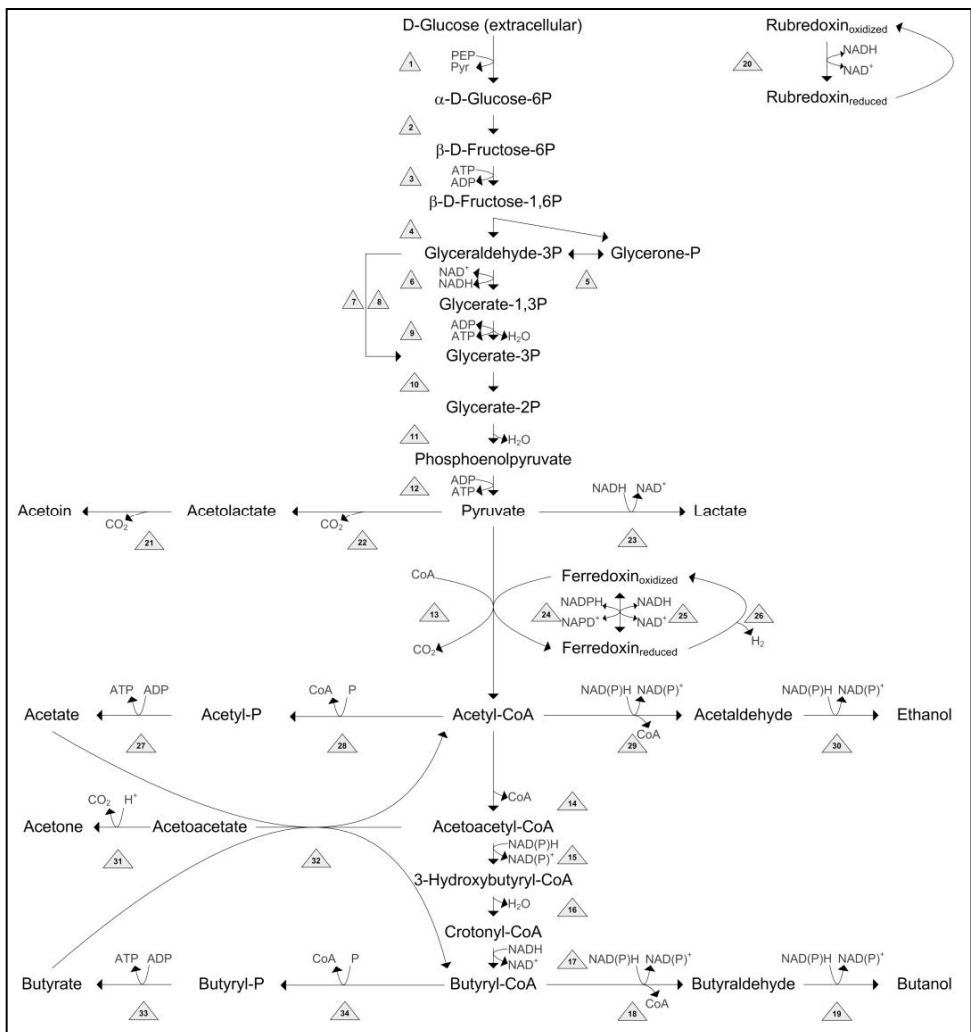 D-Glucose (extracellular)
Rubredoxinoxidized
1
PEP
Pyr
20
NADH
NAD+
α-D-Glucose-6P
Rubredoxinreduced
2
β-D-Fructose-6P
3
ATP
ADP
β-D-Fructose-1,6P
4
Glyceraldehyde-3P
Glycerone-P
5
6
NAD+
NADH
7
8
Glycerate-1,3P
9
ADP
ATP
H2O
Glycerate-3P
10
Glycerate-2P
11
H2O
Phosphoenolpyruvate
12
ADP
ATP
NADH NAD+
Acetoin
Acetolactate
Pyruvate
Lactate
CO2
21
CO2
22
23
CoA
Ferredoxinoxidized
13
24
NADPH
NAPD+
NADH
NAD+
25
26
CO2
Ferredoxinreduced
H2
ATP ADP
CoA P
NAD(P)H NAD(P)+
NAD(P)H NAD(P)+
Acetate
Acetyl-P
Acetyl-CoA
Acetaldehyde
Ethanol
27
28
29
CoA
30
CoA
14
CO2 H+
Acetone
Acetoacetate
Acetoacetyl-CoA
31
32
NAD(P)H
NAD(P)+
15
3-Hydroxybutyryl-CoA
H2O
16
Crotonyl-CoA
NADH
NAD+
17
ATP ADP
CoA P
NAD(P)H NAD(P)+
NAD(P)H NAD(P)+
Butyrate
Butyryl-P
Butyryl-CoA
Butyraldehyde
Butanol
33
34
18
CoA
19